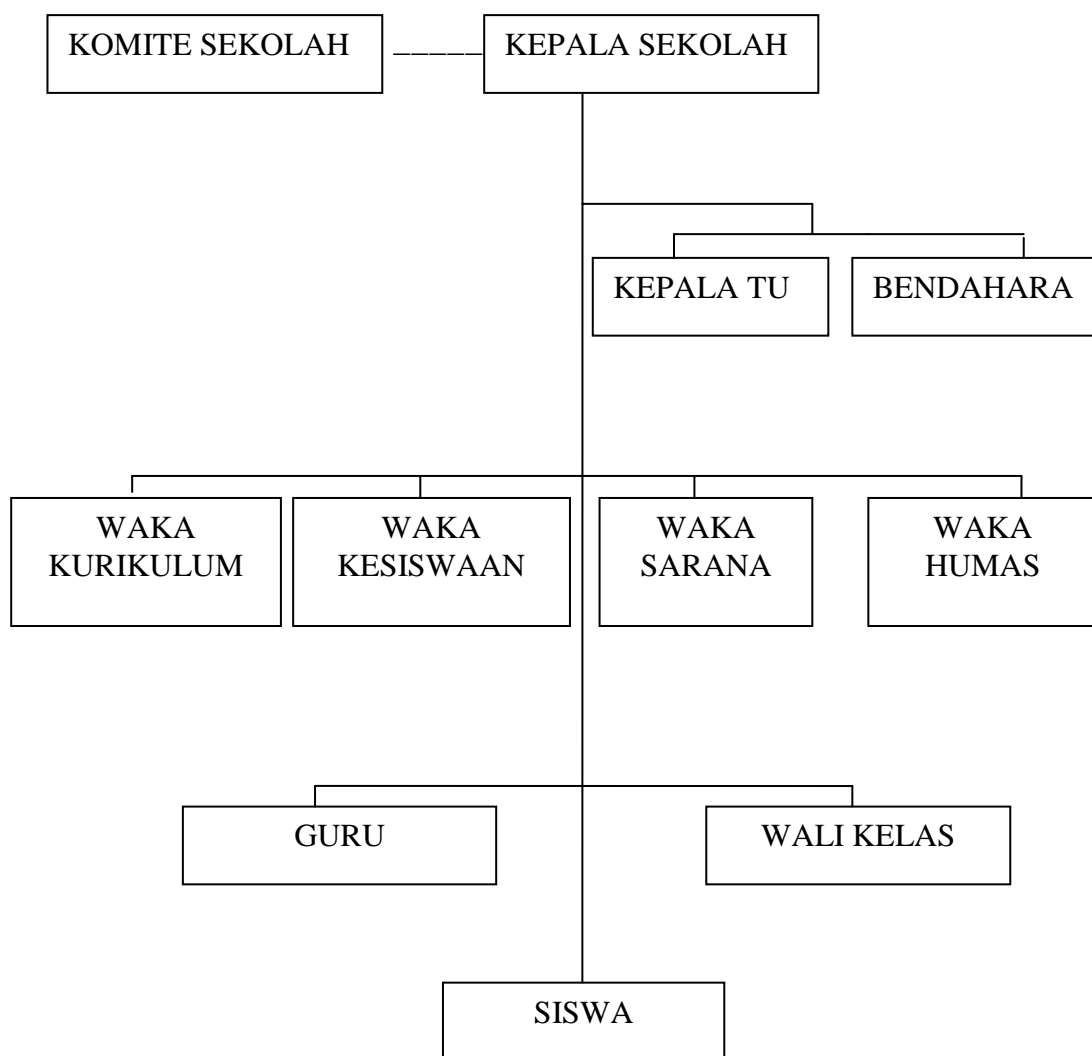 KOMITE SEKOLAH
KEPALA SEKOLAH
KEPALA TU
BENDAHARA
WAKA
KURIKULUM
WAKA
KESISWAAN
WAKA
SARANA
WAKA
HUMAS
GURU
WALI KELAS
SISWA